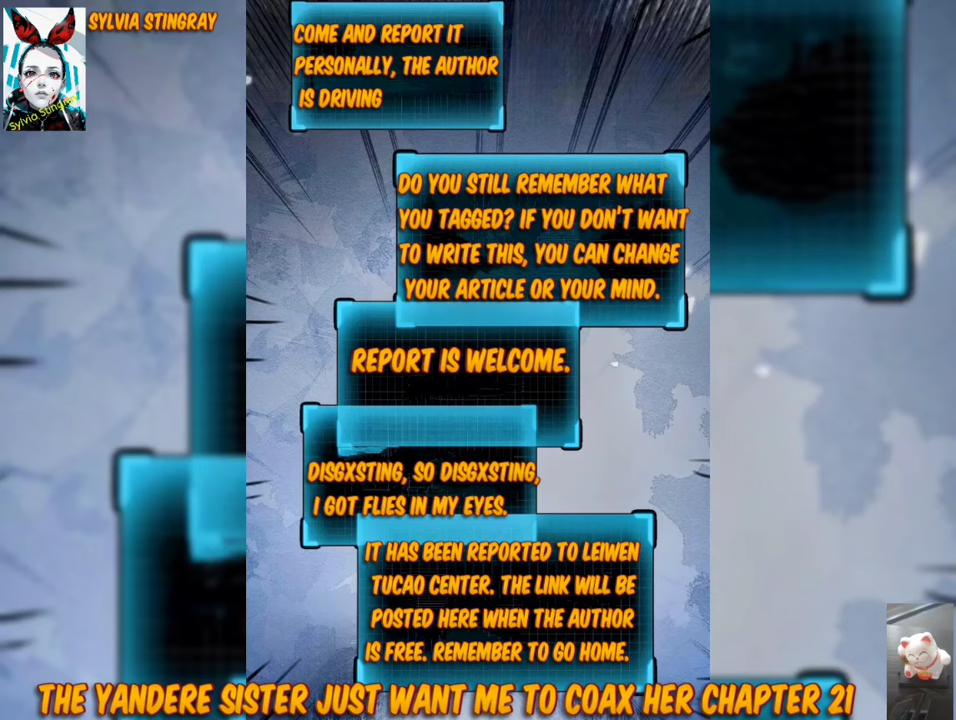 SYLVIA STINGRAY
Sylvia Stingray
COME AND REPORT IT
PERSONALLY, THE AUTHOR
IS DRIVING
DO YOU STILL REMEMBER WHAT
YOU TAGGED? IF YOU DON'T WANT
TO WRITE THIS, YOU CAN CHANGE
YOUR ARTICLE OR YOUR MIND.
REPORT IS WELCOME.
DISGXSTING, SO DISGXSTING,
I GOT FLIES IN MY EYES.
IT HAS BEEN REPORTED TO LEIWEN
TUCAO CENTER. THE LINK WILL BE
POSTED HERE WHEN THE AUTHOR
IS FREE. REMEMBER TO GO HOME.
THE YANDERE SISTER JUST WANT ME TO COAX HER CHAPTER 21